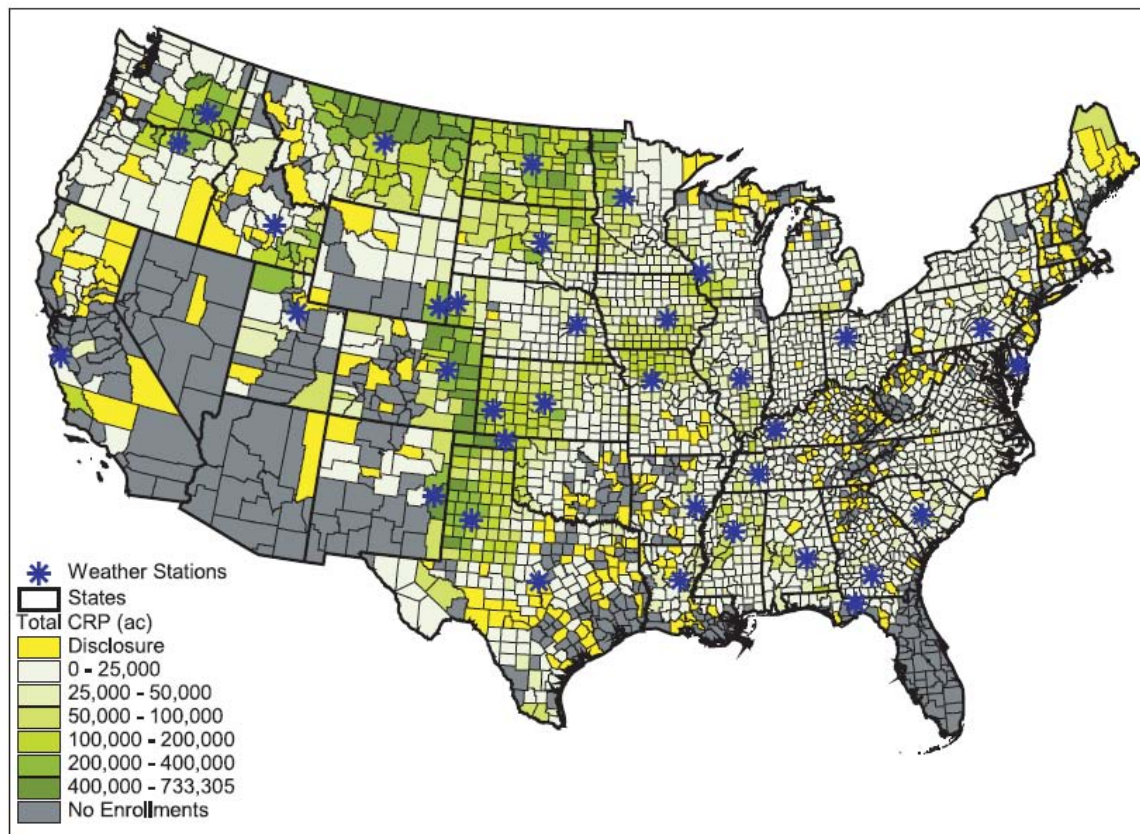 Weather Stations
States
Total CRP (ac)
Disclosure
0 - 25,000
25,000 - 50,000
50,000 - 100,000
100,000 - 200,000
200,000 - 400,000
400,000 - 733,305
No Enrollments